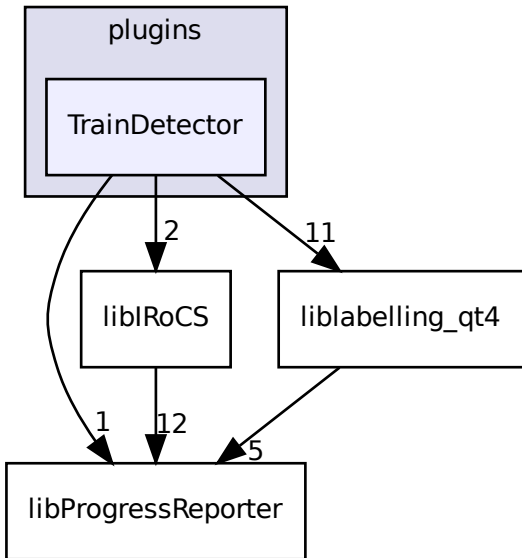 plugins
TrainDetector
2
11
libIRoCS
liblabelling_qt4
1
12
5
libProgressReporter